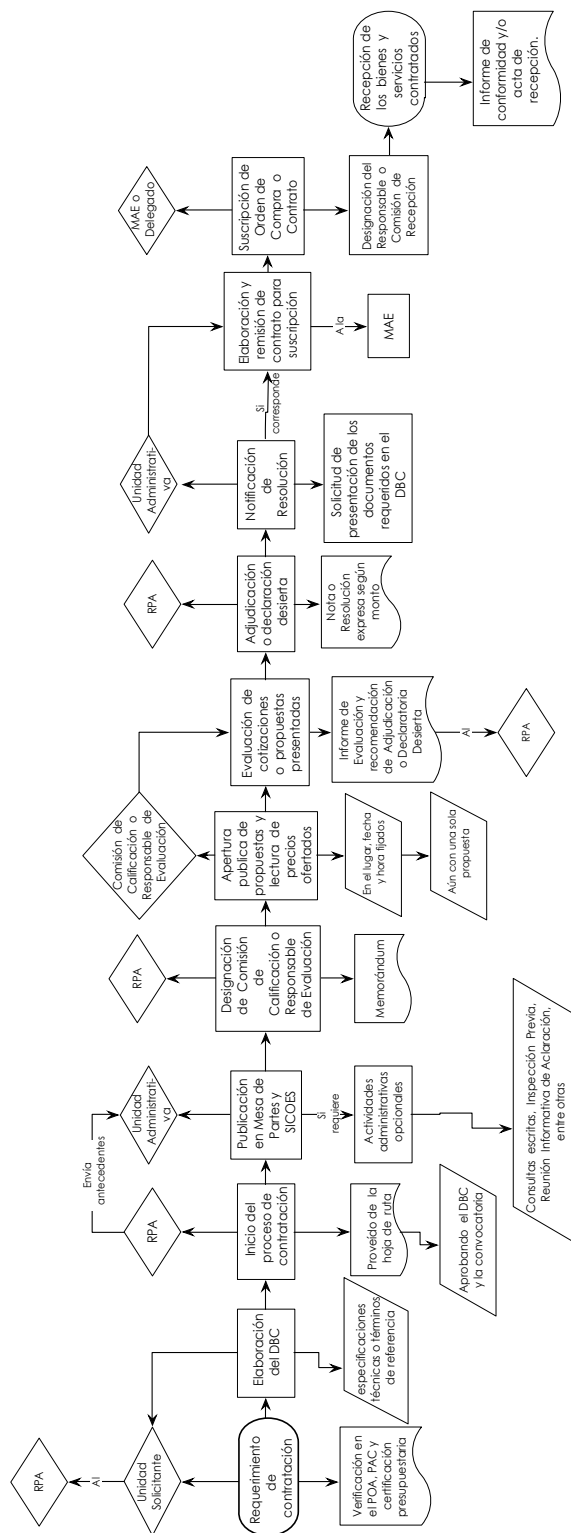 RPA
Al
Unidad
Solicitante
Requerimiento
de
contratación
Verificación en
el POA, PAC y
certificación
presupuestaria
Elaboración
del DBC
especificaciones
técnicas o términos
de referencia
Envía
antecedentes
RPA
Inicio del
proceso de
contratación
Proveído de la
hoja de ruta
Aprobando el DBC
y la convocatoria
Unidad
Administrati-
va
Publicación
en Mesa de
Partes y
SICOES
Si
requiere
Actividades
administrativas
opcionales
Consultas escritas, Inspección Previa,
Reunión Informativa de Aclaración,
entre otras
RPA
Designación
de Comisión
de
Calificación o
Responsable
de Evaluación
Memorándum
Comisión de
Calificación o
Responsable de
Evaluación
Apertura
publica de
propuestas y
lectura de
precios
ofertados
En el lugar, fecha
y hora fijados
Aún con una sola
propuesta
Evaluación de
cotizaciones
o propuestas
presentadas
Informe de
Evaluación y
recomendación
de Adjudicación
o Declaratoria
Desierta
Al
RPA
RPA
Adjudicación
o declaración
desierta
Nota o
Resolución
expresa según
monto
Unidad
Administrati-
va
Notificación
de
Resolución
Solicitud de
presentación de los
documentos
requeridos en el
DBC
Si
corresponde
Elaboración y
remisión de
contrato para
suscripción
A la
MAE
MAE o
Delegado
Suscripción de
Orden de
Compra o
Contrato
Designación del
Responsable o
Comisión de
Recepción
Recepción de
los bienes y
servicios
contratados
Informe de
conformidad y/o
acta de
recepción.